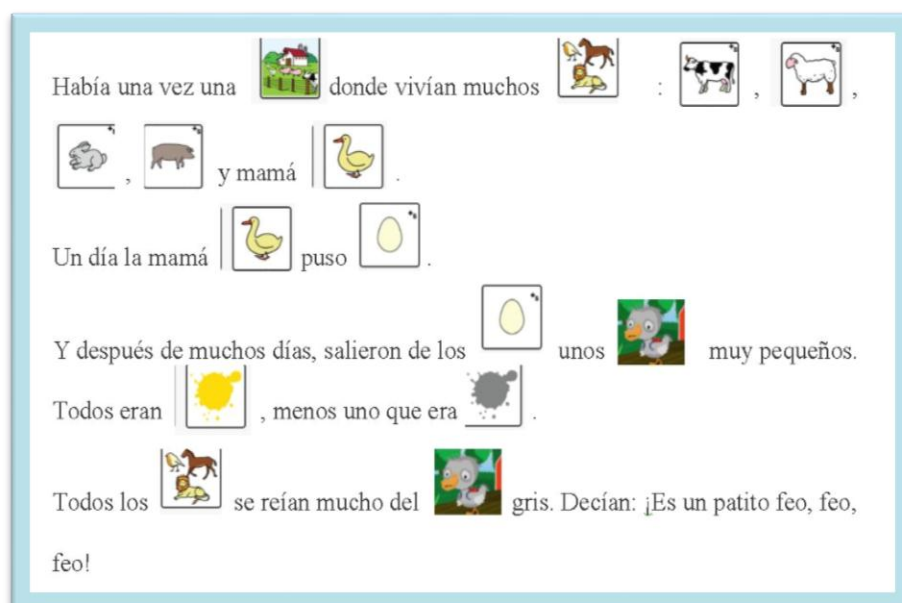 Había una vez una donde vivían muchos : , ,
, y mamá .
Un día la mamá puso .
Y después de muchos días, salieron de los unos muy pequeños.
Todos eran , menos uno que era .
Todos los se reían mucho del gris. Decían: ¡Es un patito feo, feo,
feo!